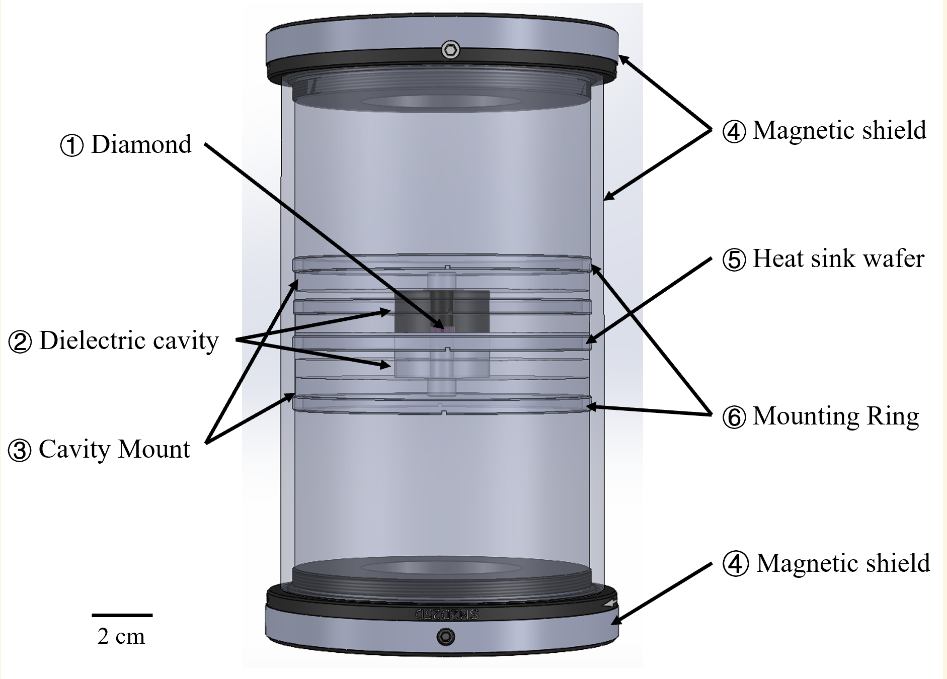 ① Diamond
② Dielectric cavity
③ Cavity Mount
④ Magnetic shield
⑤ Heat sink wafer
⑥ Mounting Ring
④ Magnetic shield
2 cm